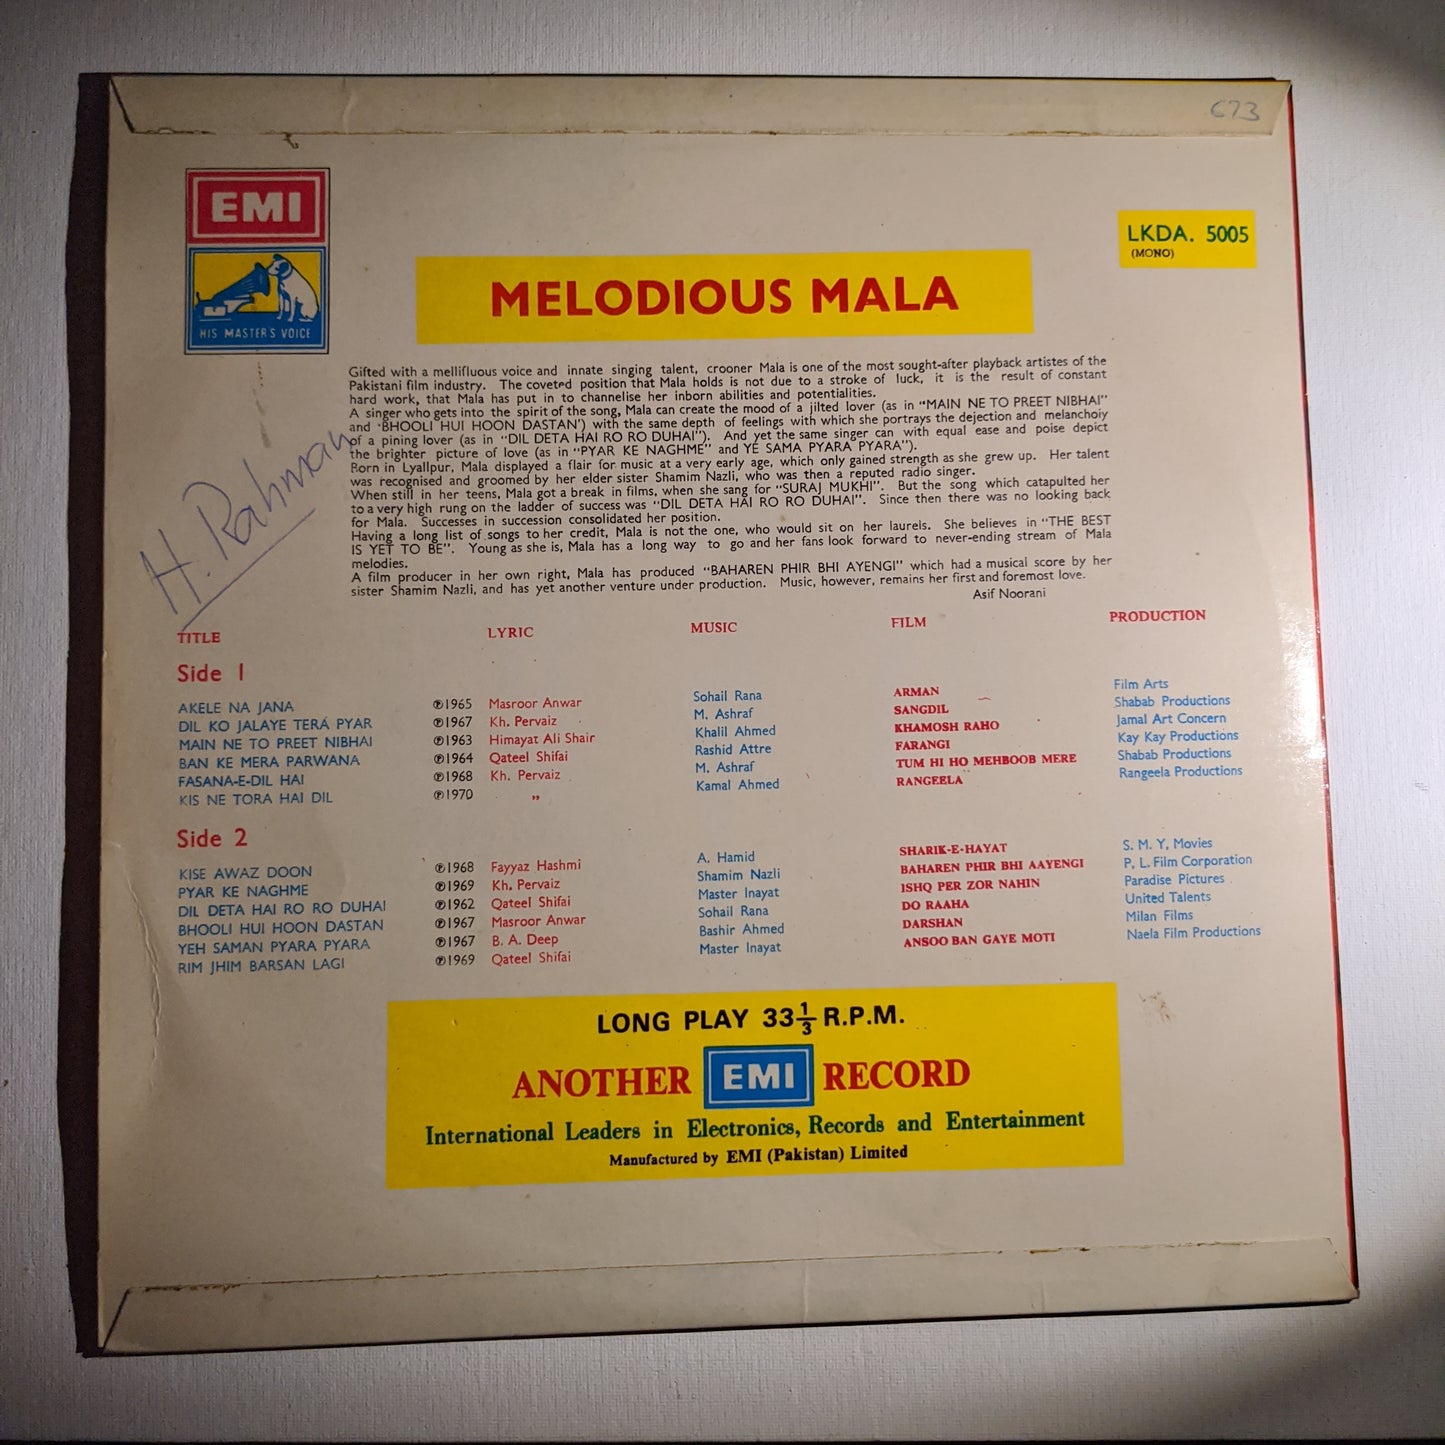 673
EMI
HIS MASTER'S VOICE
LKDA. 5005
(MONO)
MELODIOUS MALA
Gifted with a mellifluous voice and innate singing talent, crooner Mala is one of the most sought-after playback artistes of the
Pakistani film industry. The coveted position that Mala holds is not due to a stroke of luck, it is the result of constant
hard work, that Mala has put in to channelise her inborn abilities and potentialities.
A singer who gets into the spirit of the song, Mala can create the mood of a jilted lover (as in "MAIN NE TO PREET NIBHAI"
and 'BHOOLI HUI HOON DASTAN') with the same depth of feelings with which she portrays the dejection and melancholy
of a pining lover (as in "DIL DETA HAI RO RO DUHAI"). And yet the same singer can with equal ease and poise depict
the brighter picture of love (as in "PYAR KE NAGHME" and YE SAMA PYARA PYARA").
Born in Lyallpur, Mala displayed a flair for music at a very early age, which only gained strength as she grew up. Her talent
was recognised and groomed by her elder sister Shamim Nazli, who was then a reputed radio singer.
When still in her teens, Mala got a break in films, when she sang for "SURAJ MUKHI". But the song which catapulted her
to a very high rung on the ladder of success was "DIL DETA HAI RO RO DUHAI". Since then there was no looking back
for Mala. Successes in succession consolidated her position.
Having a long list of songs to her credit, Mala is not the one, who would sit on her laurels. She believes in "THE BEST
IS YET TO BE". Young as she is, Mala has a long way to go and her fans look forward to never-ending stream of Mala
melodies.
A film producer in her own right, Mala has produced "BAHAREN PHIR BHI AYENGI" which had a musical score by her
sister Shamim Nazli, and has yet another venture under production. Music, however, remains her first and foremost love.
Asif Noorani
H. Rahman
TITLE LYRIC MUSIC FILM PRODUCTION
Side 1
AKELE NA JANA ℗1965 Masroor Anwar Sohail Rana ARMAN Film Arts
DIL KO JALAYE TERA PYAR ℗1967 Kh. Pervaiz M. Ashraf SANGDIL Shabab Productions
MAIN NE TO PREET NIBHAI ℗1963 Himayat Ali Shair Khalil Ahmed KHAMOSH RAHO Jamal Art Concern
BAN KE MERA PARWANA ℗1964 Qateel Shifai Rashid Attre FARANGI Kay Kay Productions
FASANA-E-DIL HAI ℗1968 Kh. Pervaiz M. Ashraf TUM HI HO MEHBOOB MERE Shabab Productions
KIS NE TORA HAI DIL ℗1970 ,, Kamal Ahmed RANGEELA Rangeela Productions
Side 2
KISE AWAZ DOON ℗1968 Fayyaz Hashmi A. Hamid SHARIK-E-HAYAT S. M. Y, Movies
PYAR KE NAGHME ℗1969 Kh. Pervaiz Shamim Nazli BAHAREN PHIR BHI AAYENGI P. L. Film Corporation
DIL DETA HAI RO RO DUHAI ℗1962 Qateel Shifai Master Inayat ISHQ PER ZOR NAHIN Paradise Pictures
BHOOLI HUI HOON DASTAN ℗1967 Masroor Anwar Sohail Rana DO RAAHA United Talents
YEH SAMAN PYARA PYARA ℗1967 B. A. Deep Bashir Ahmed DARSHAN Milan Films
RIM JHIM BARSAN LAGI ℗1969 Qateel Shifai Master Inayat ANSOO BAN GAYE MOTI Naela Film Productions
LONG PLAY 33⅓ R.P.M.
ANOTHER EMI RECORD
International Leaders in Electronics, Records and Entertainment
Manufactured by EMI (Pakistan) Limited